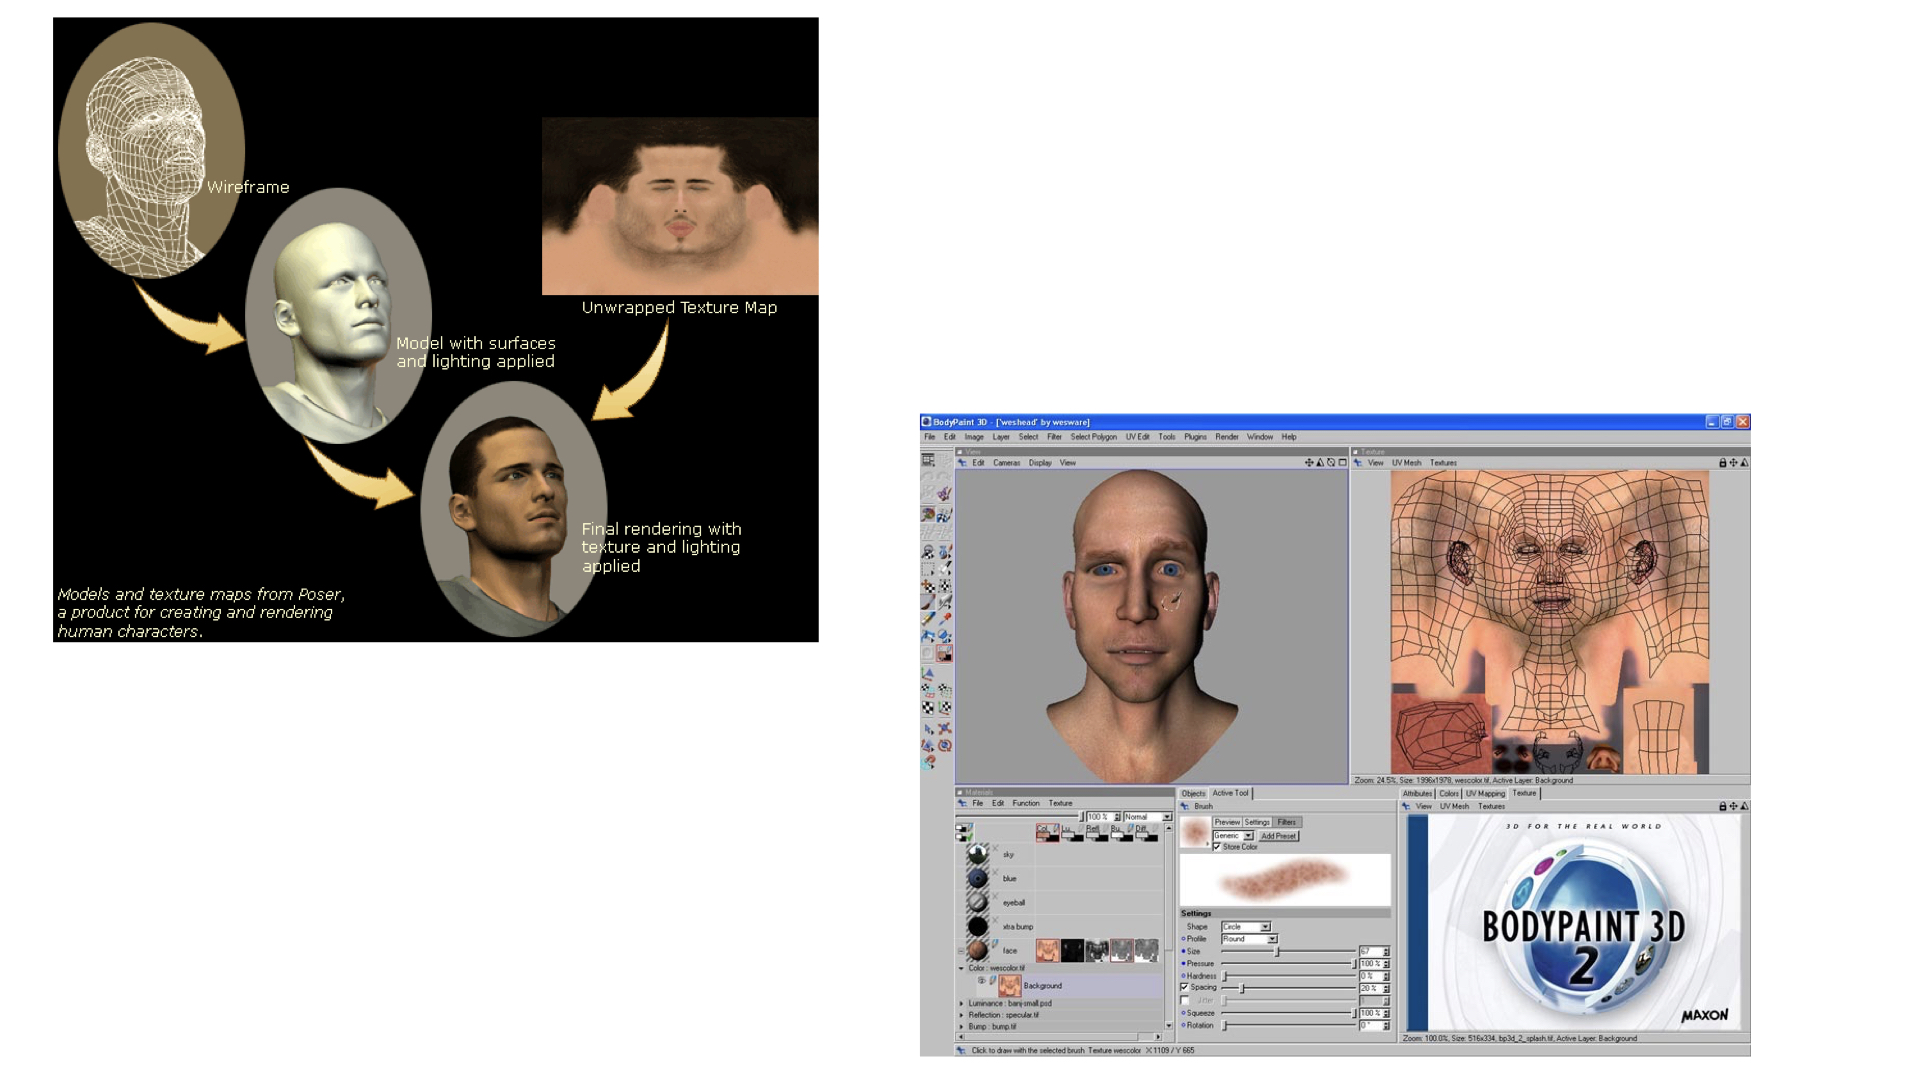 Wireframe
Model with surfaces
and lighting applied
Unwrapped Texture Map
Final rendering with
texture and lighting
applied
Models and texture maps from Poser,
a product for creating and rendering
human characters.
BodyPaint 3D - ['weshead' by wesware]
File Edit Image Layer Select Filter Select Polygon UV Edit Tools Plugins Render Window Help
View
Edit Cameras Display View
Texture
View UV Mesh Textures
Zoom: 24.5%, Size: 1996x1978, wescolor.tif, Active Layer: Background
Materials
File Edit Function Texture
100 % Normal
Col. Lu. Refl. Bu. Diff.
sky
blue
eyeball
xtra bump
face
Color : wescolor.tif
Background
Luminance : banj-small.psd
Reflection : specular.tif
Bump : bump.tif
Objects Active Tool
Brush
Preview Settings Filters
Generic Add Preset
Store Color
Settings
Shape Circle
Profile Round
Size 67
Pressure 100 %
Hardness 0 %
Spacing 20 %
Jitter
Squeeze 100 %
Rotation 0 °
Attributes Colors UV Mapping Texture
View UV Mesh Textures
3D FOR THE REAL WORLD
BODYPAINT 3D
2
MAXON
Zoom: 100.0%, Size: 516x334, bp3d_2_splash.tif, Active Layer: Background
Click to draw with the selected brush Texture wescolor X 1109 / Y 665